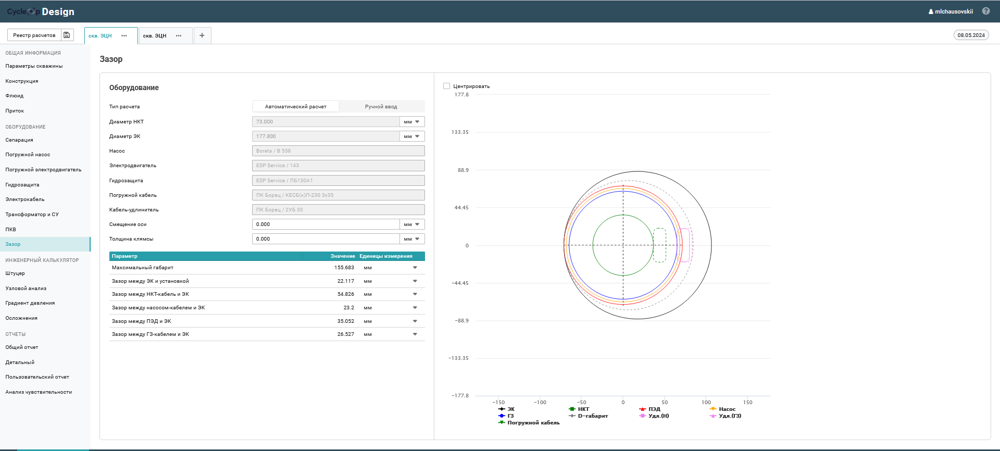 CycleOp Design
mlchausovskii
?
Реестр расчетов
скв. ЭЦН •••
скв. ЭЦН •••
+
08.05.2024
ОБЩАЯ ИНФОРМАЦИЯ
Параметры скважины
Конструкция
Флюид
Приток
ОБОРУДОВАНИЕ
Сепарация
Погружной насос
Погружной электродвигатель
Гидрозащита
Электрокабель
Трансформатор и СУ
ПКВ
Зазор
ИНЖЕНЕРНЫЙ КАЛЬКУЛЯТОР
Штуцер
Узловой анализ
Градиент давления
Осложнения
ОТЧЕТЫ
Общий отчет
Детальный
Пользовательский отчет
Анализ чувствительности
Зазор
Оборудование
Тип расчета Автоматический расчет Ручной ввод
Диаметр НКТ 73.000 мм
Диаметр ЭК 177.800 мм
Насос Borets / B 538
Электродвигатель ESP Service / 143
Гидрозащита ESP Service / ПБ130А1
Погружной кабель ПК Борец / КЕСБ(к)П-230 3x35
Кабель-удлинитель ПК Борец / 2УБ 33
Смещение оси 0.000 мм
Толщина клямсы 0.000 мм
Параметр Значение Единицы измерения
Максимальный габарит 155.683 мм
Зазор между ЭК и установкой 22.117 мм
Зазор между НКТ-кабель и ЭК 54.826 мм
Зазор между насосом-кабелем и ЭК 23.2 мм
Зазор между ПЭД и ЭК 35.052 мм
Зазор между ГЗ-кабелем и ЭК 26.527 мм
Центрировать
177.8
133.35
88.9
44.45
0
-44.45
-88.9
-133.35
-177.8
-150 -100 -50 0 50 100 150
ЭК НКТ ПЭД Насос
ГЗ D-габарит Удл.(Н) Удл.(ГЗ)
Погружной кабель